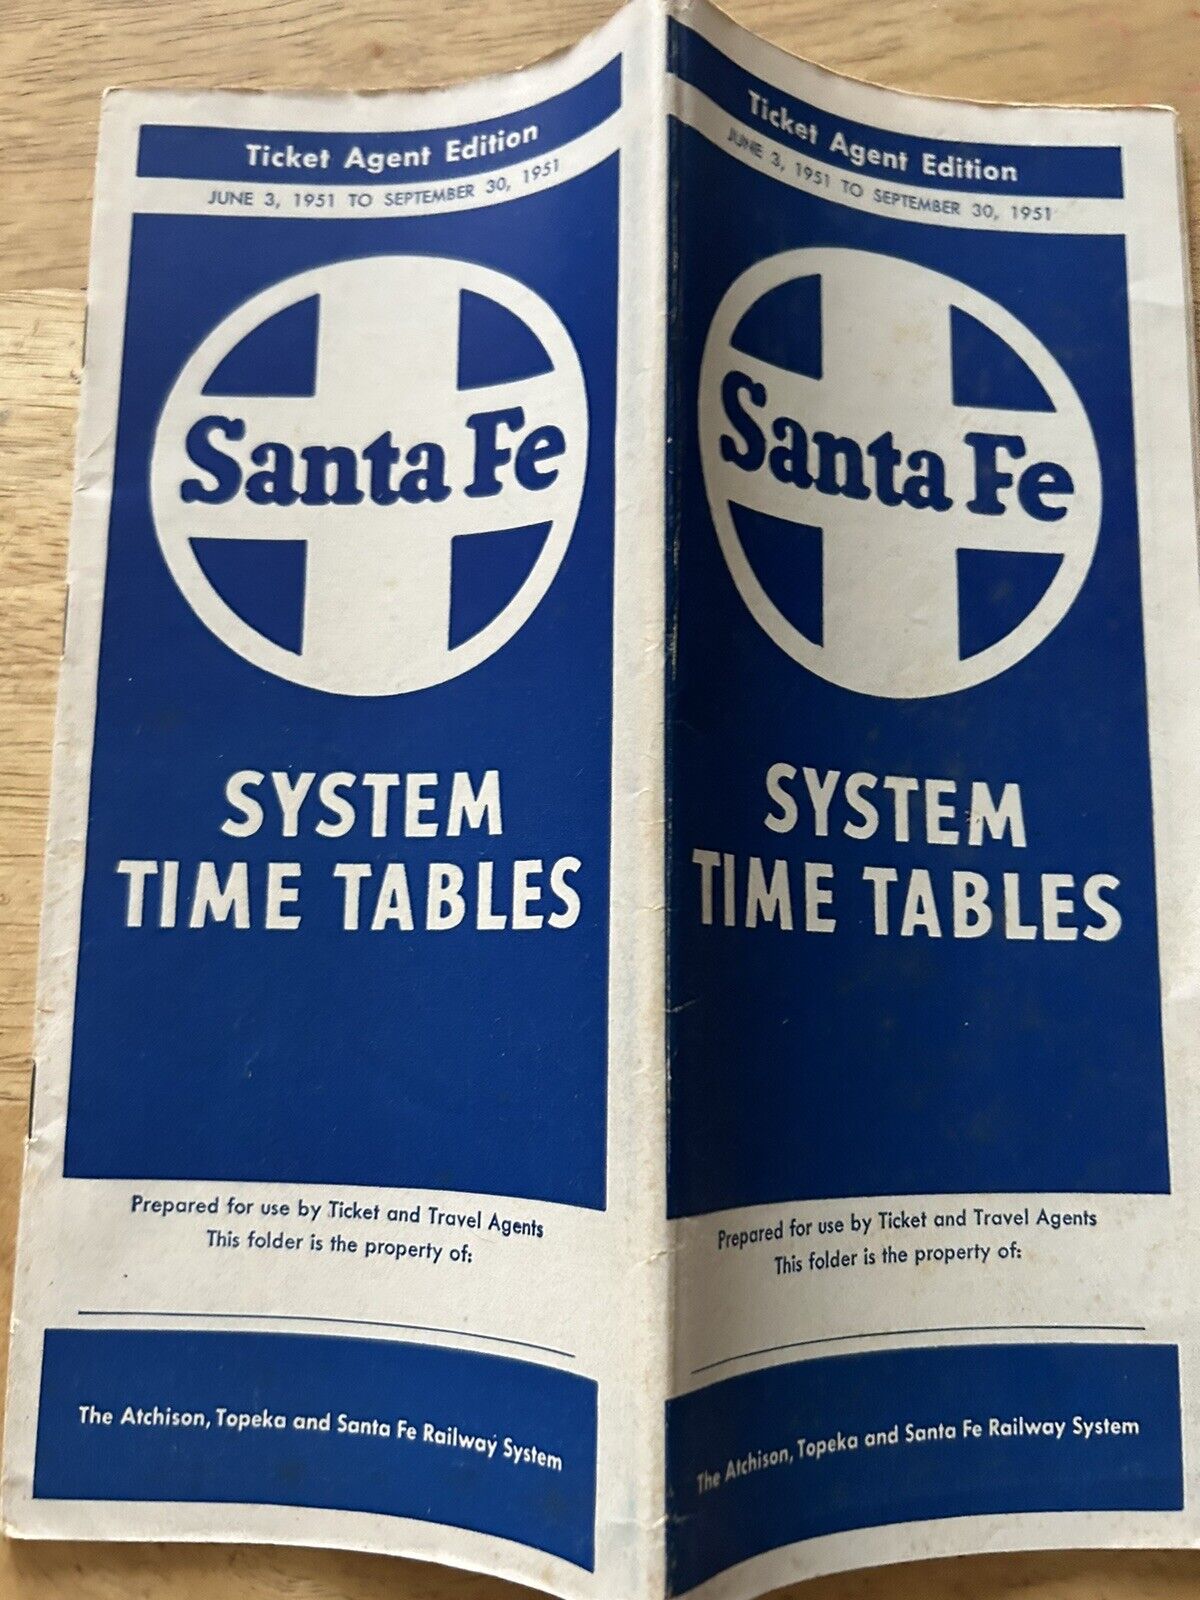 Ticket Agent Edition
JUNE 3, 1951 TO SEPTEMBER 30, 1951
Santa Fe
SYSTEM
TIME TABLES
Prepared for use by Ticket and Travel Agents
This folder is the property of:
The Atchison, Topeka and Santa Fe Railway System
Ticket Agent Edition
JUNE 3, 1951 TO SEPTEMBER 30, 1951
Santa Fe
SYSTEM
TIME TABLES
Prepared for use by Ticket and Travel Agents
This folder is the property of:
The Atchison, Topeka and Santa Fe Railway System